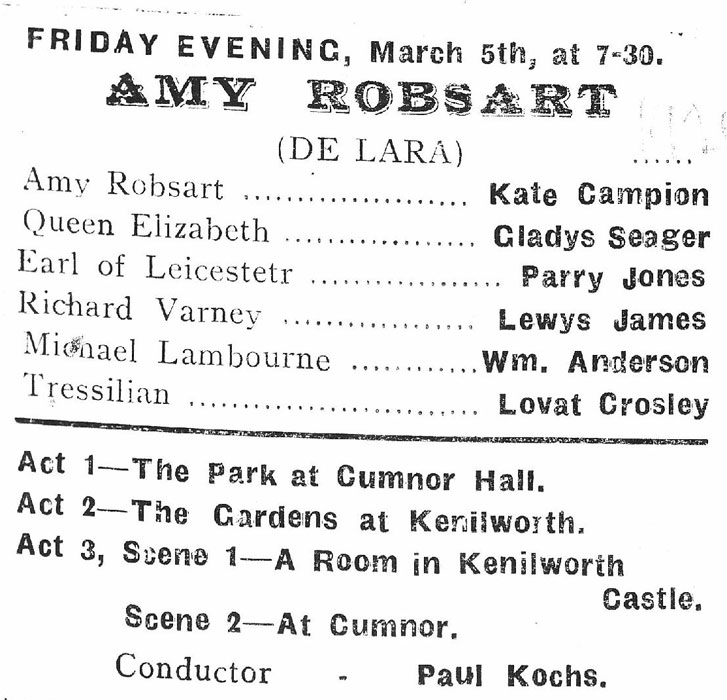 FRIDAY EVENING, March 5th, at 7-30.
AMY ROBSART
(DE LARA) ......
Amy Robsart ..................... Kate Campion
Queen Elizabeth .................. Gladys Seager
Earl of Leicestetr .................. Parry Jones
Richard Varney .................. Lewys James
Michael Lambourne ............Wm. Anderson
Tressilian ........................... Lovat Crosley
Act 1—The Park at Cumnor Hall.
Act 2—The Gardens at Kenilworth.
Act 3, Scene 1—A Room in Kenilworth
Castle.
Scene 2—At Cumnor.
Conductor - Paul Kochs.